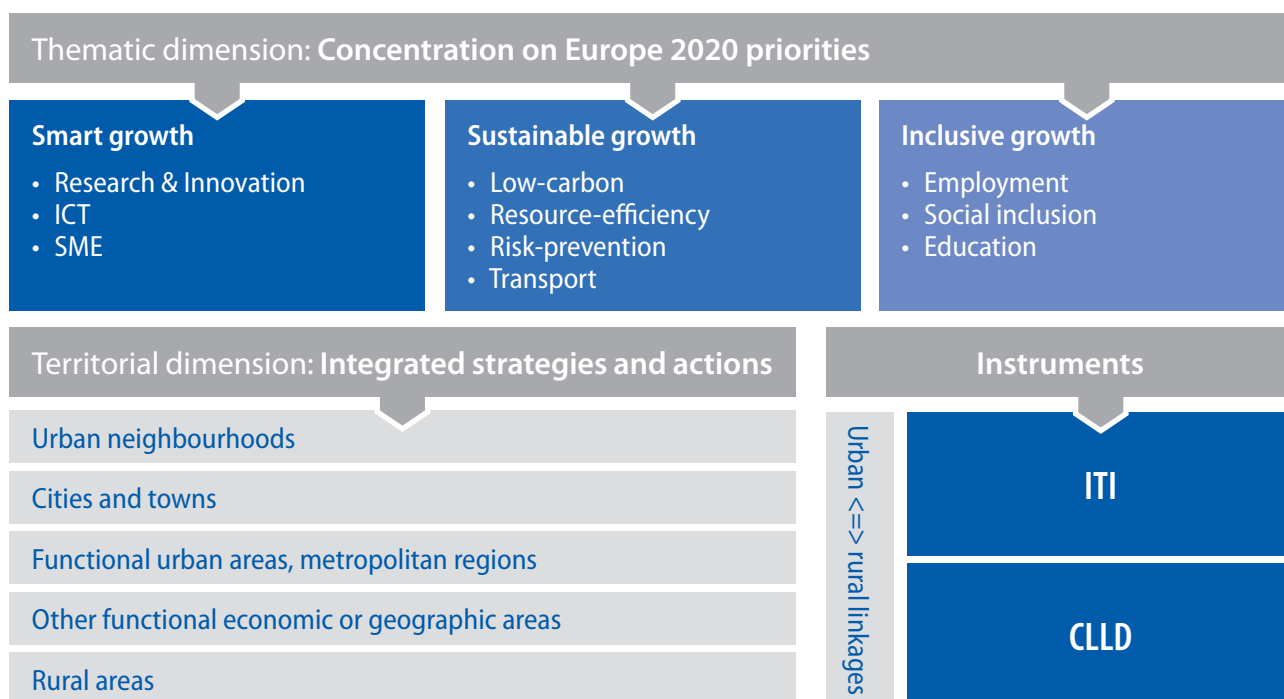 Thematic dimension: Concentration on Europe 2020 priorities
Smart growth
• Research & Innovation
• ICT
• SME
Sustainable growth
• Low-carbon
• Resource-efficiency
• Risk-prevention
• Transport
Inclusive growth
• Employment
• Social inclusion
• Education
Territorial dimension: Integrated strategies and actions
Urban neighbourhoods
Cities and towns
Functional urban areas, metropolitan regions
Other functional economic or geographic areas
Rural areas
Instruments
Urban <=> rural linkages
ITI
CLLD